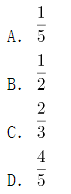 A. 1/5
B. 1/2
C. 2/3
D. 4/5